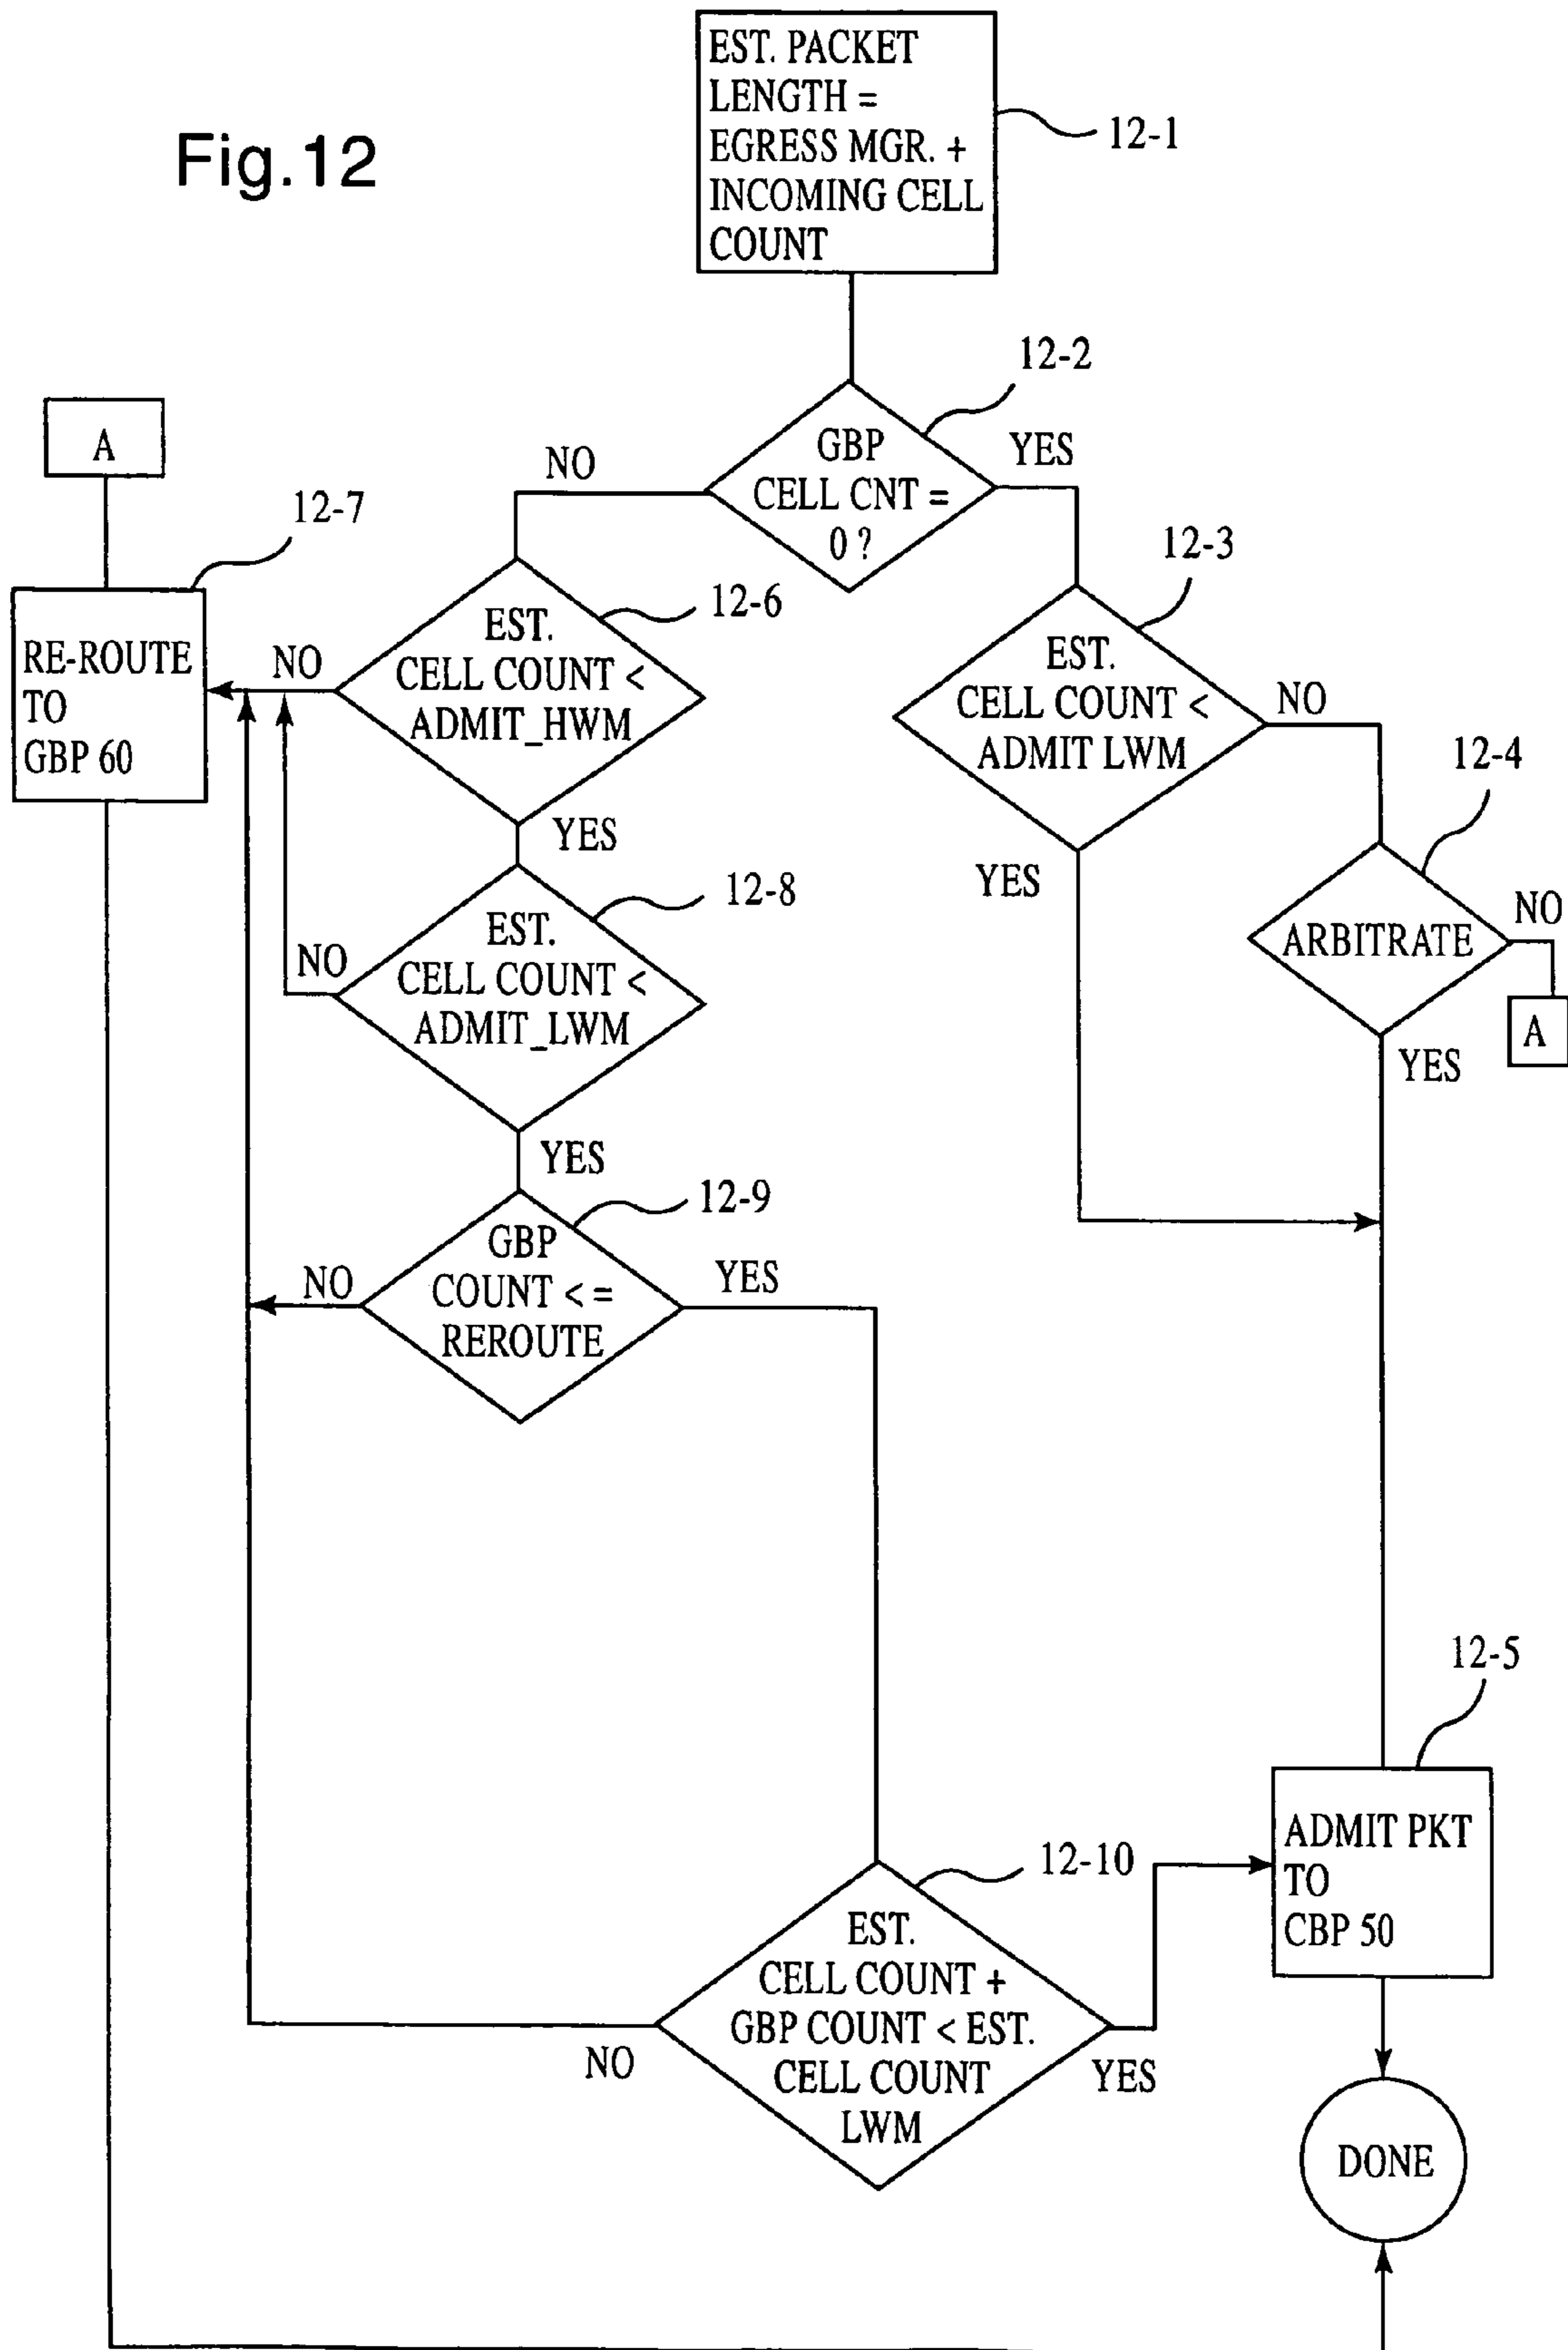 Fig.12
EST. PACKET
LENGTH =
EGRESS MGR. +
INCOMING CELL
COUNT
12-1
12-2
GBP
CELL CNT =
0 ?
NO
YES
A
12-7
RE-ROUTE
TO
GBP 60
12-6
EST.
CELL COUNT <
ADMIT_HWM
NO
YES
12-3
EST.
CELL COUNT <
ADMIT LWM
NO
YES
12-4
ARBITRATE
NO
A
YES
12-8
EST.
CELL COUNT <
ADMIT_LWM
NO
YES
12-9
GBP
COUNT < =
REROUTE
NO
YES
12-5
ADMIT PKT
TO
CBP 50
12-10
EST.
CELL COUNT +
GBP COUNT < EST.
CELL COUNT
LWM
NO
YES
DONE